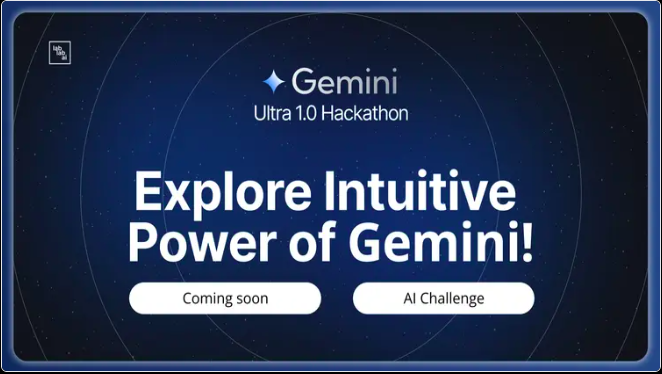 lab
lab
ai
Gemini
Ultra 1.0 Hackathon
Explore Intuitive
Power of Gemini!
Coming soon
AI Challenge